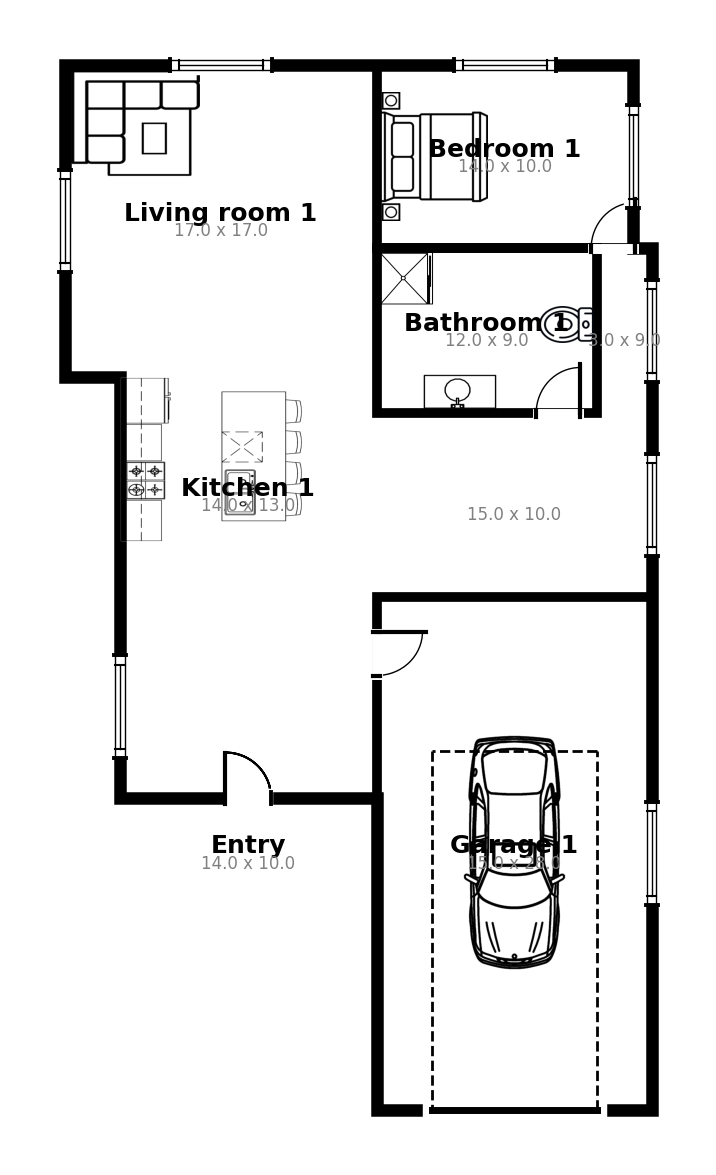 Bedroom 1
14.0 x 10.0
Living room 1
17.0 x 17.0
Bathroom 1
12.0 x 9.0
3.0 x 9.0
Kitchen 1
14.0 x 13.0
15.0 x 10.0
Entry
14.0 x 10.0
Garage 1
15.0 x 28.0